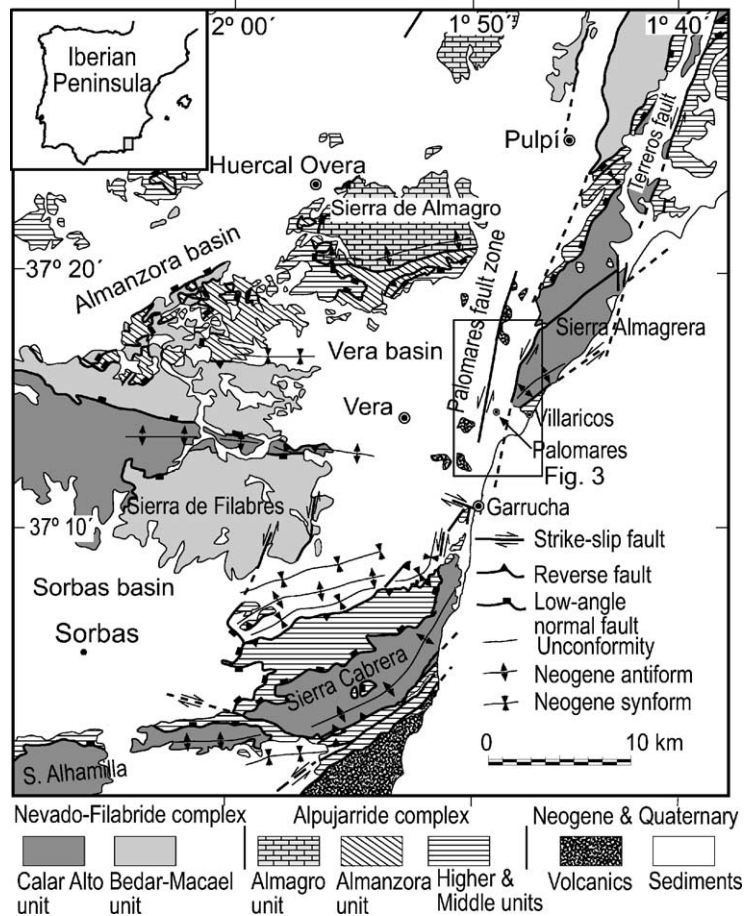 2 00´
1 50´
1 40´
Iberian
Peninsula
Pulpí
Terreros fault
Huercal Overa
Sierra de Almagro
37º 20´
Almanzora basin
Palomares fault zone
Sierra Almagrera
Vera basin
Vera
Villaricos
Palomares
Fig. 3
Sierra de Filabres
Garrucha
37º 10´
Strike-slip fault
Sorbas basin
Reverse fault
Low-angle
normal fault
Sorbas
Unconformity
Neogene antiform
Sierra Cabrera
Neogene synform
0 10 km
S. Alhamilla
Nevado-Filabride complex
Alpujarride complex
Neogene & Quaternary
Calar Alto
unit
Bedar-Macael
unit
Almagro
unit
Almanzora
unit
Higher &
Middle units
Volcanics
Sediments